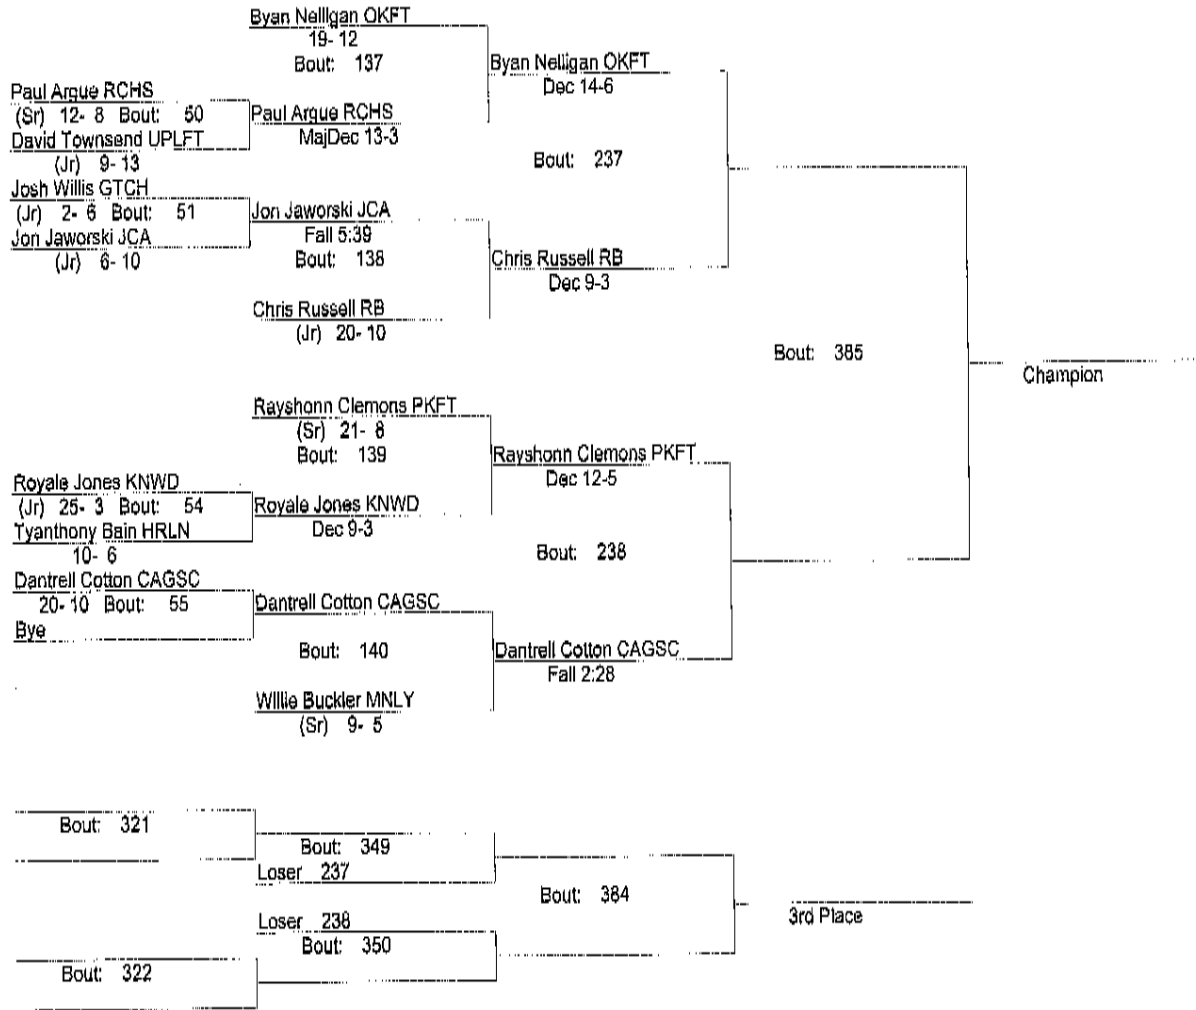 Byan Nelligan OKFT
19- 12
Bout: 137
Byan Nelligan OKFT
Dec 14-6
Paul Argue RCHS
(Sr) 12- 8 Bout: 50
Paul Argue RCHS
MajDec 13-3
David Townsend UPLFT
(Jr) 9- 13
Bout: 237
Josh Willis GTCH
(Jr) 2- 6 Bout: 51
Jon Jaworski JCA
Fall 5:39
Jon Jaworski JCA
(Jr) 6- 10
Bout: 138
Chris Russell RB
Dec 9-3
Chris Russell RB
(Jr) 20- 10
Bout: 385
Champion
Rayshonn Clemons PKFT
(Sr) 21- 8
Bout: 139
Rayshonn Clemons PKFT
Dec 12-5
Royale Jones KNWD
(Jr) 25- 3 Bout: 54
Royale Jones KNWD
Dec 9-3
Tyanthony Bain HRLN
10- 6
Bout: 238
Dantrell Cotton CAGSC
20- 10 Bout: 55
Dantrell Cotton CAGSC
Bye
Bout: 140
Dantrell Cotton CAGSC
Fall 2:28
Willie Buckler MNLY
(Sr) 9- 5
Bout: 321
Bout: 349
Loser 237
Bout: 384
3rd Place
Loser 238
Bout: 350
Bout: 322